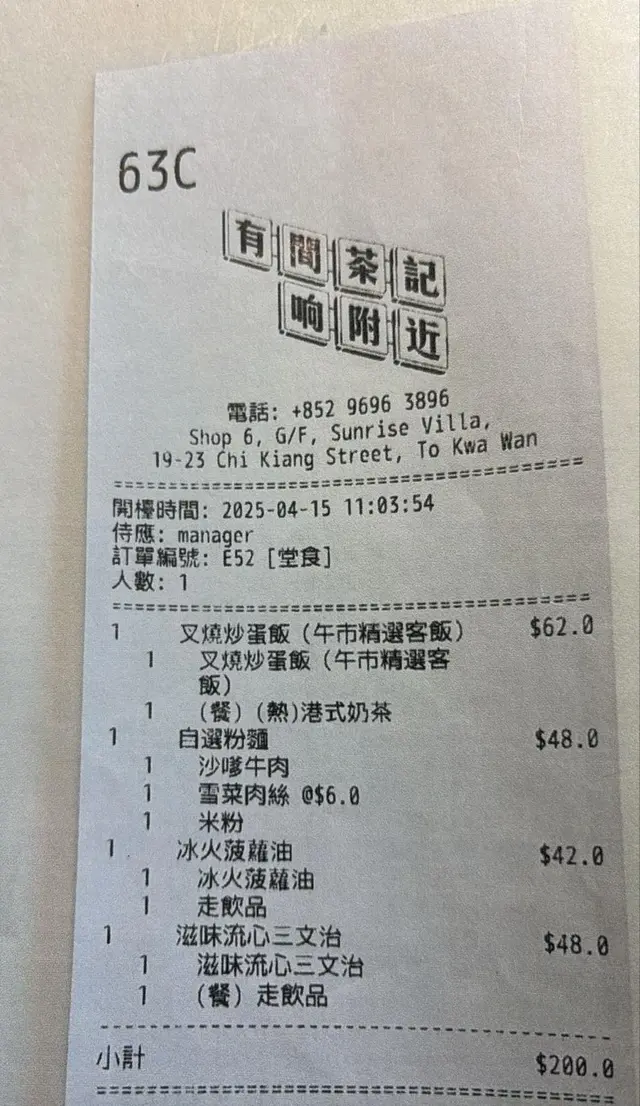 63C
有間茶記
响附近
電話: +852 9696 3896
Shop 6, G/F, Sunrise Villa,
19-23 Chi Kiang Street, To Kwa Wan
開檯時間: 2025-04-15 11:03:54
侍應: manager
訂單編號: E52 [堂食]
人數: 1
1 叉燒炒蛋飯 (午市精選客飯) $62.0
1 叉燒炒蛋飯 (午市精選客
飯)
1 (餐) (熱)港式奶茶
1 自選粉麵 $48.0
1 沙嗲牛肉
1 雪菜肉絲 @$6.0
1 米粉
1 冰火菠蘿油 $42.0
1 冰火菠蘿油
1 走飲品
1 滋味流心三文治 $48.0
1 滋味流心三文治
1 (餐) 走飲品
小計 $200.0